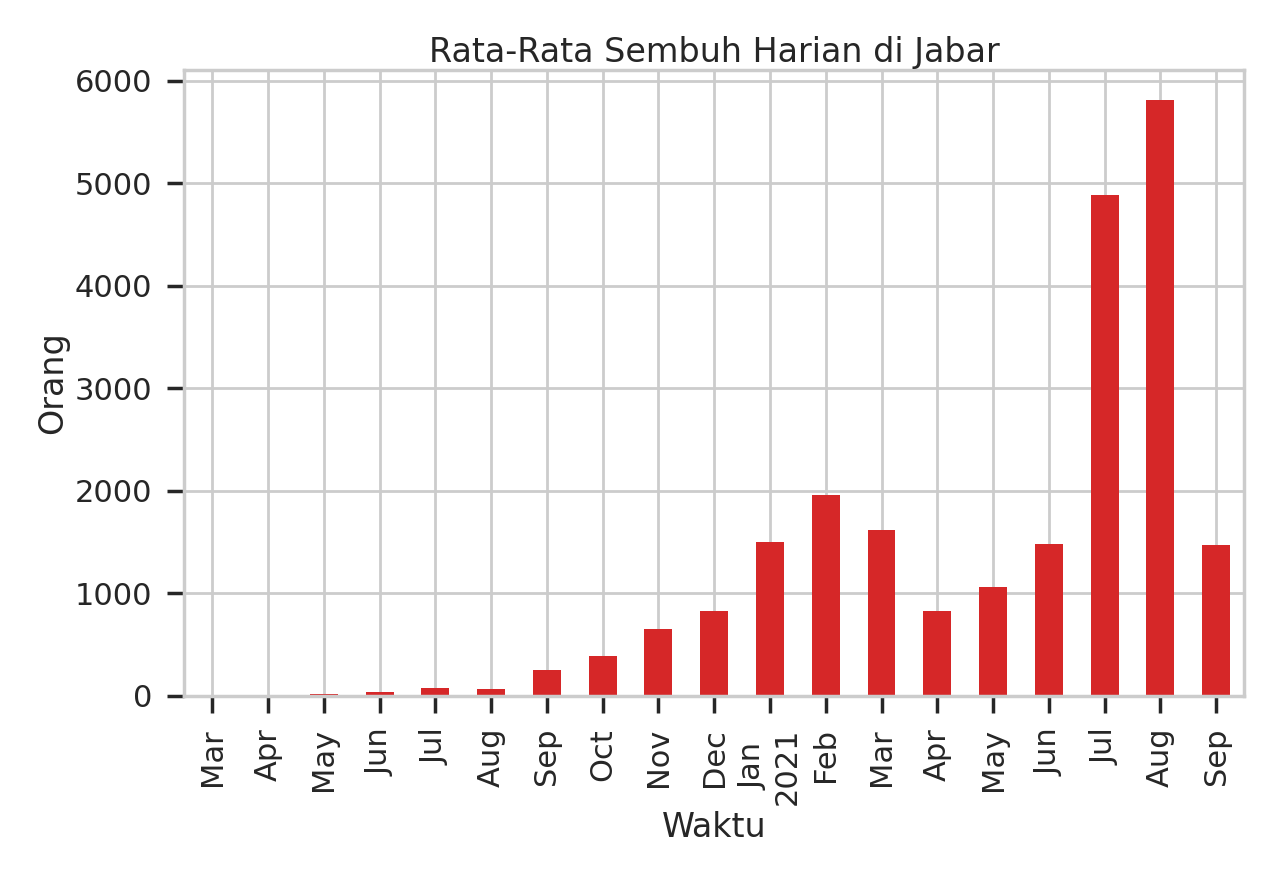 Rata-Rata Sembuh Harian di Jabar
6000
5000
4000
3000
2000
1000
0
Orang
Mar
Apr
May
Jun
Jul
Aug
Sep
Oct
Nov
Dec
Jan
2021
Feb
Mar
Apr
May
Jun
Jul
Aug
Sep
Waktu